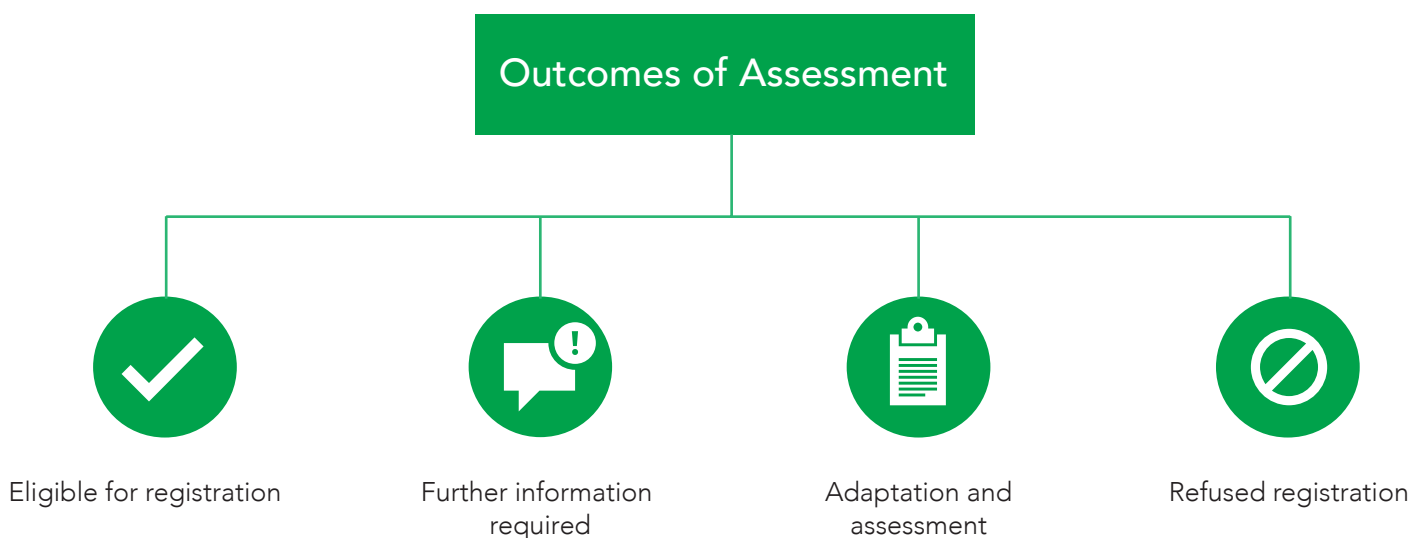 Outcomes of Assessment
!
Eligible for registration
Further information
required
Adaptation and
assessment
Refused registration